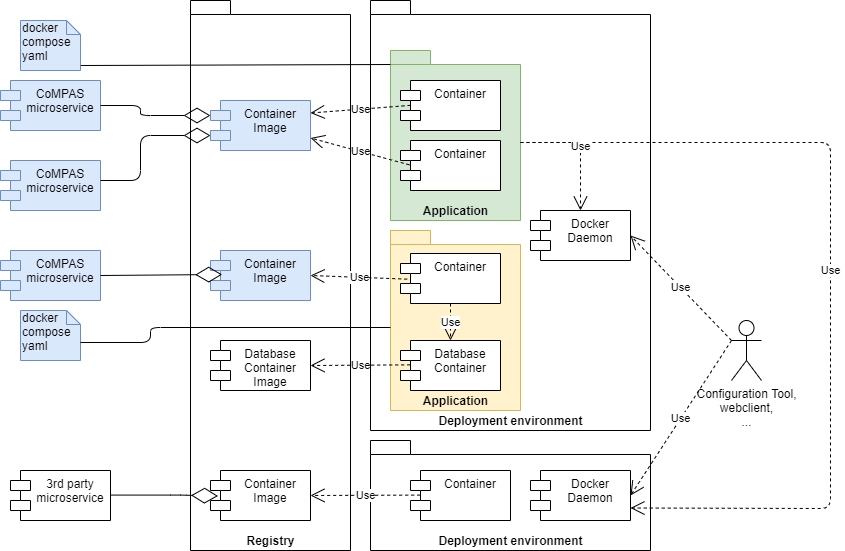 docker
compose
yaml
CoMPAS
microservice
Container
Image
Use
Container
Use
Container
CoMPAS
microservice
Application
Use
Docker
Daemon
Use
CoMPAS
microservice
Container
Image
Use
Container
Use
docker
compose
yaml
Use
Database
Container
Image
Use
Database
Container
Application
Configuration Tool,
webclient,
...
Use
Deployment environment
3rd party
microservice
Container
Image
Use
Container
Docker
Daemon
Registry
Deployment environment